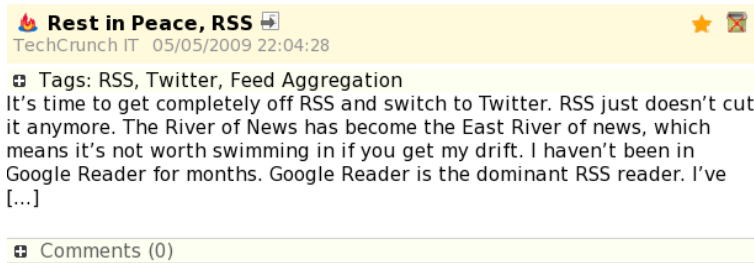 Rest in Peace, RSS
TechCrunch IT 05/05/2009 22:04:28
Tags: RSS, Twitter, Feed Aggregation
It’s time to get completely off RSS and switch to Twitter. RSS just doesn’t cut
it anymore. The River of News has become the East River of news, which
means it’s not worth swimming in if you get my drift. I haven’t been in
Google Reader for months. Google Reader is the dominant RSS reader. I’ve
[...]
Comments (0)